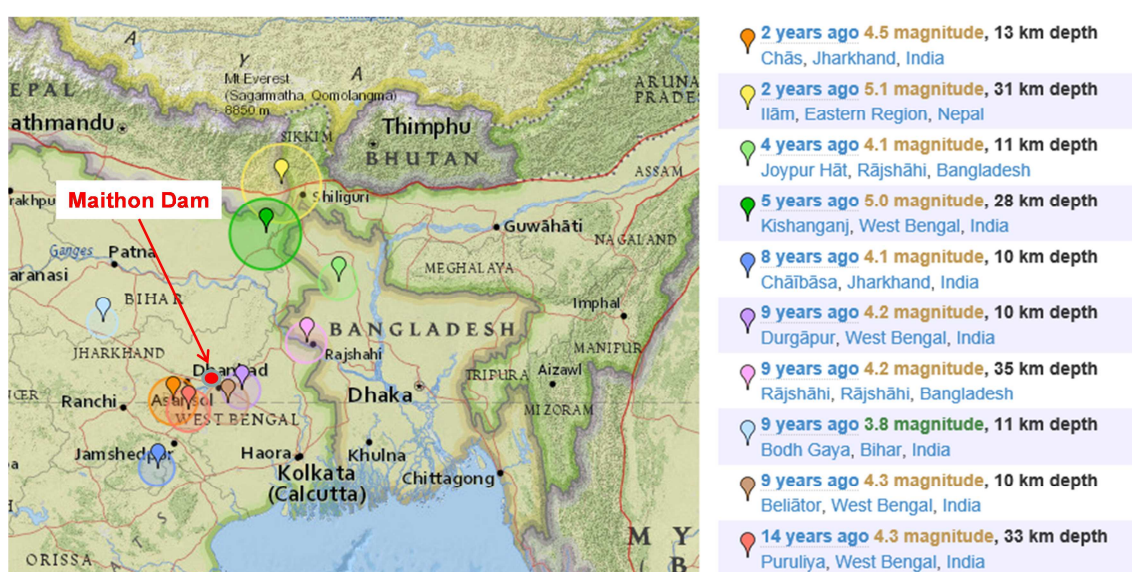 A
Y
A
Mt Everest
(Sagarmatha, Qomolangma)
8850 m
EPAL
athmandu
SIKKIM
Thimphu
BHUTAN
ARUNA
PRADE
ASSAM
rakhpu
Maithon Dam
Shiliguri
Guwāhāti
NAGALAND
Ganges
Patna
aranasi
MEGHALAYA
BIHAR
Imphal
BANGLADESH
JHARKHAND
Rajshahi
MANIPUR
Dhanbad
TRIPURA
Aizawl
Ranchi
Asansol
Dhaka
WEST BENGAL
MIZORAM
Jamshedpur
Haora
Khulna
Kolkata
(Calcutta)
Chittagong
M Y
B
ORISSA
2 years ago 4.5 magnitude, 13 km depth
Chās, Jharkhand, India
2 years ago 5.1 magnitude, 31 km depth
Ilām, Eastern Region, Nepal
4 years ago 4.1 magnitude, 11 km depth
Joypur Hāt, Rājshāhi, Bangladesh
5 years ago 5.0 magnitude, 28 km depth
Kishanganj, West Bengal, India
8 years ago 4.1 magnitude, 10 km depth
Chāībāsa, Jharkhand, India
9 years ago 4.2 magnitude, 10 km depth
Durgāpur, West Bengal, India
9 years ago 4.2 magnitude, 35 km depth
Rājshāhi, Rājshāhi, Bangladesh
9 years ago 3.8 magnitude, 11 km depth
Bodh Gaya, Bihar, India
9 years ago 4.3 magnitude, 10 km depth
Beliātor, West Bengal, India
14 years ago 4.3 magnitude, 33 km depth
Puruliya, West Bengal, India